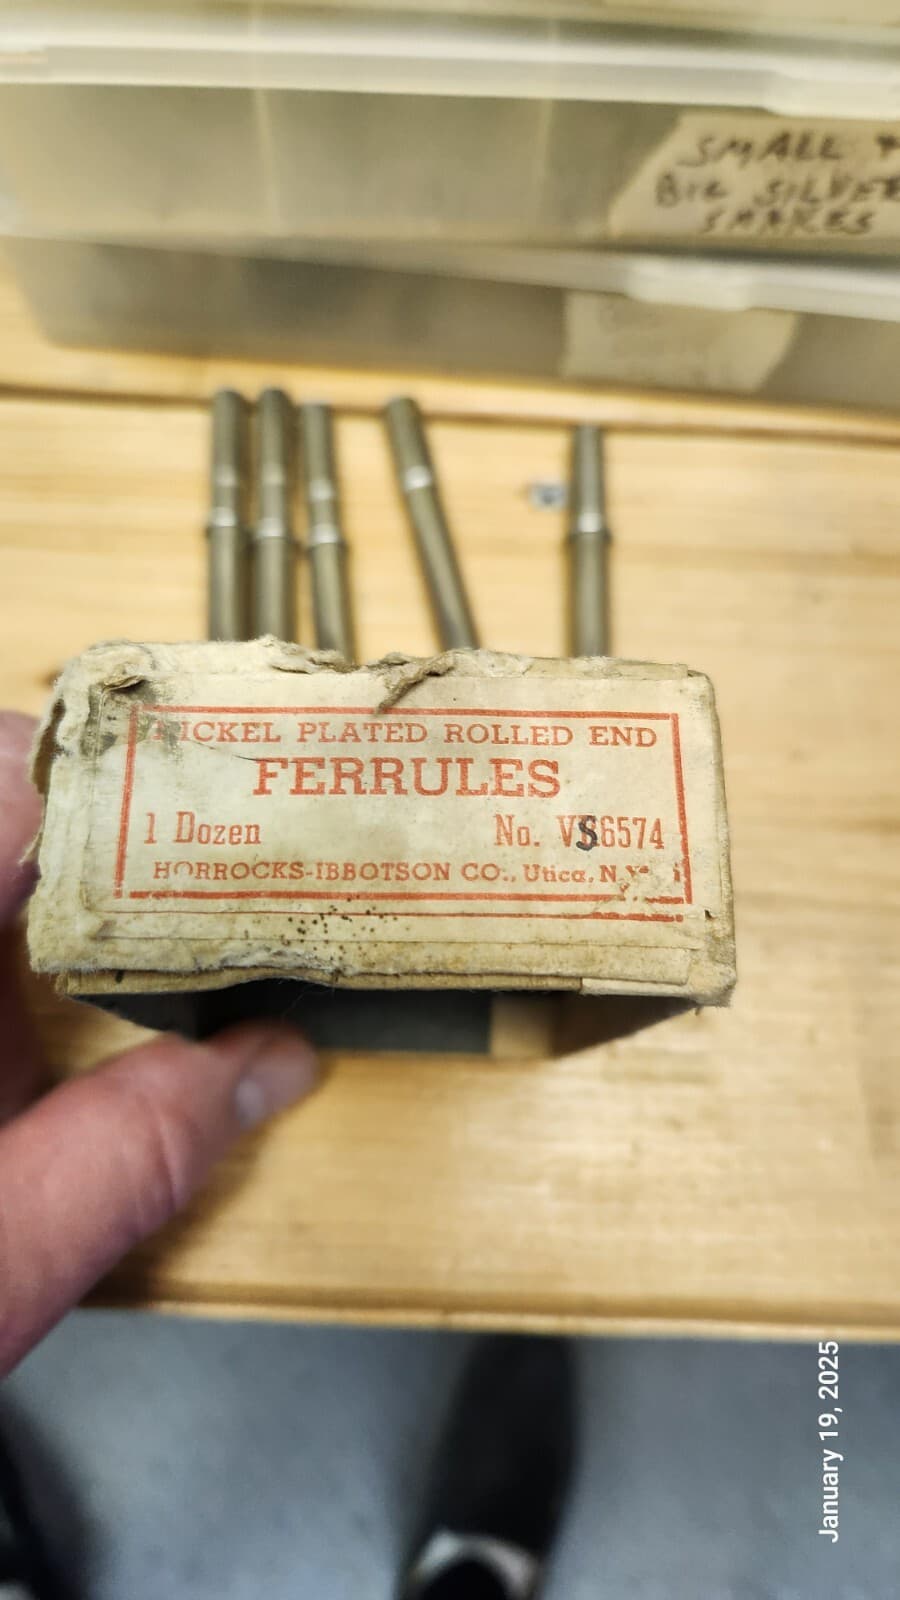 SMALL +
BIG SILVER
SNAKES
NICKEL PLATED ROLLED END
FERRULES
1 Dozen No. VS6574
HORROCKS-IBBOTSON CO., Utica, N.Y.
January 19, 2025